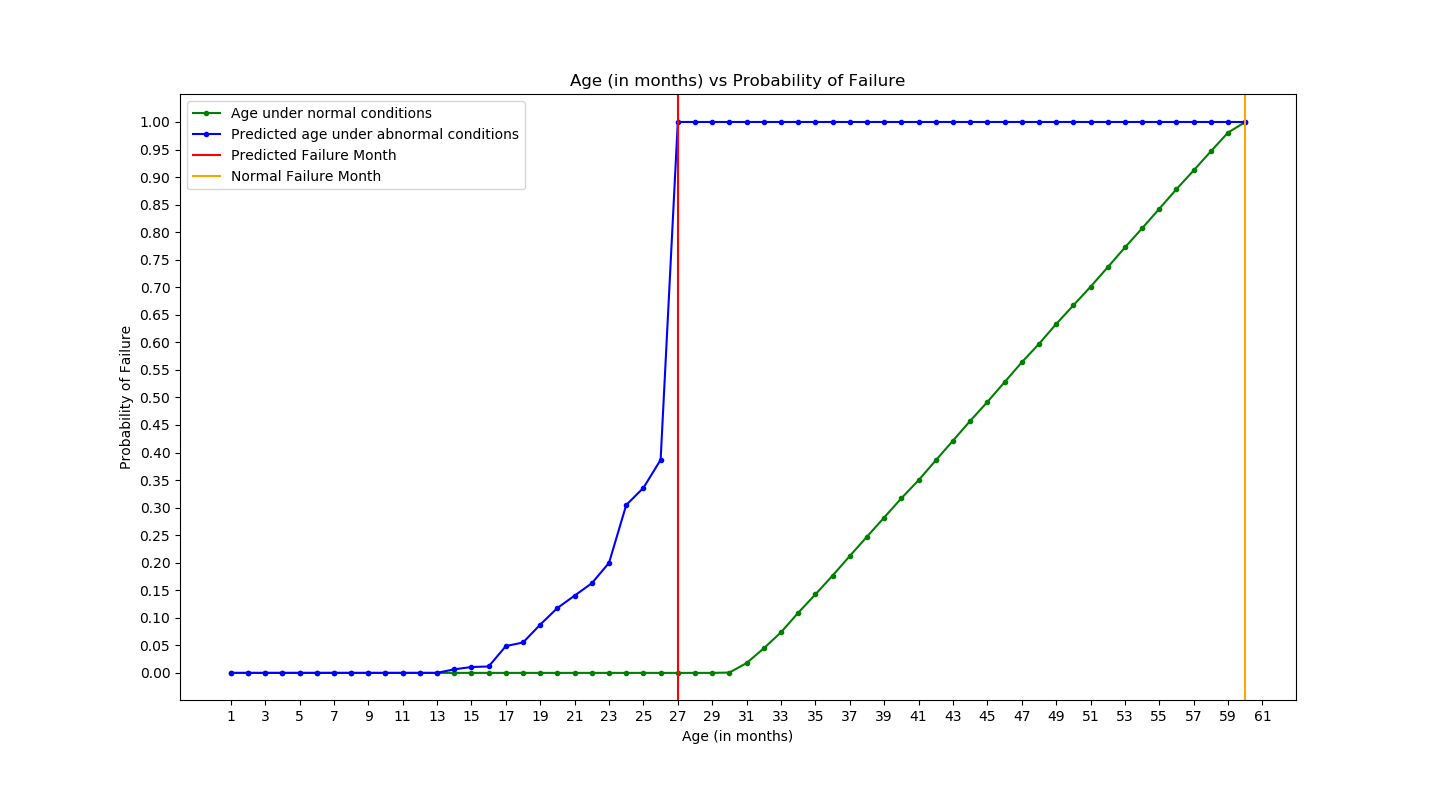 Age (in months) vs Probability of Failure
Age under normal conditions
Predicted age under abnormal conditions
Predicted Failure Month
Normal Failure Month
Probability of Failure
1.00
0.95
0.90
0.85
0.80
0.75
0.70
0.65
0.60
0.55
0.50
0.45
0.40
0.35
0.30
0.25
0.20
0.15
0.10
0.05
0.00
1 3 5 7 9 11 13 15 17 19 21 23 25 27 29 31 33 35 37 39 41 43 45 47 49 51 53 55 57 59 61
Age (in months)